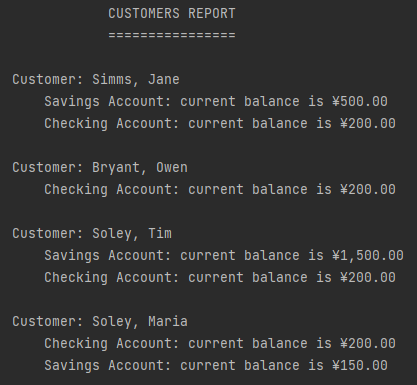 CUSTOMERS REPORT
================
Customer: Simms, Jane
Savings Account: current balance is ¥500.00
Checking Account: current balance is ¥200.00
Customer: Bryant, Owen
Checking Account: current balance is ¥200.00
Customer: Soley, Tim
Savings Account: current balance is ¥1,500.00
Checking Account: current balance is ¥200.00
Customer: Soley, Maria
Checking Account: current balance is ¥200.00
Savings Account: current balance is ¥150.00